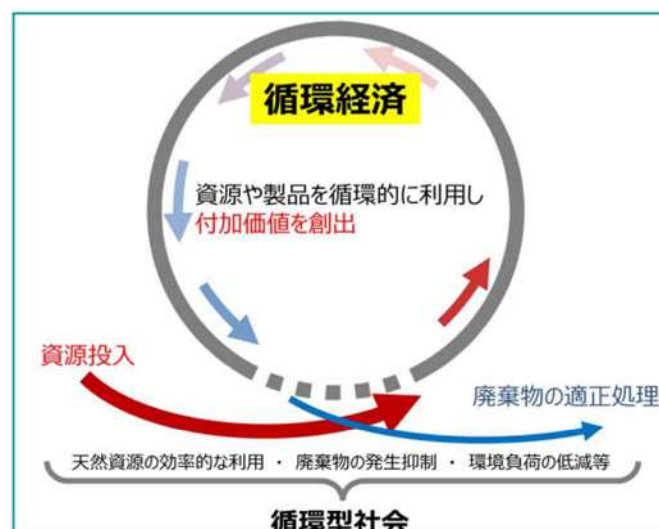 循環経済
資源や製品を循環的に利用し
付加価値を創出
資源投入
廃棄物の適正処理
天然資源の効率的な利用 ・ 廃棄物の発生抑制 ・ 環境負荷の低減等
循環型社会